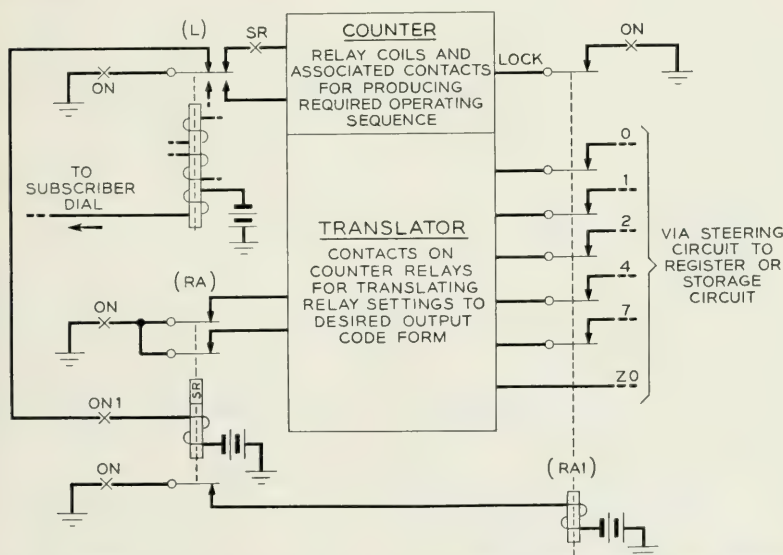 (L)
SR
COUNTER
RELAY COILS AND
ASSOCIATED CONTACTS
FOR PRODUCING
REQUIRED OPERATING
SEQUENCE
LOCK
ON
ON
TO
SUBSCRIBER
DIAL
0
1
2
4
7
Z0
VIA STEERING
CIRCUIT TO
REGISTER OR
STORAGE
CIRCUIT
TRANSLATOR
CONTACTS ON
COUNTER RELAYS
FOR TRANSLATING
RELAY SETTINGS TO
DESIRED OUTPUT
CODE FORM
(RA)
ON
SR
ON1
ON
(RA1)